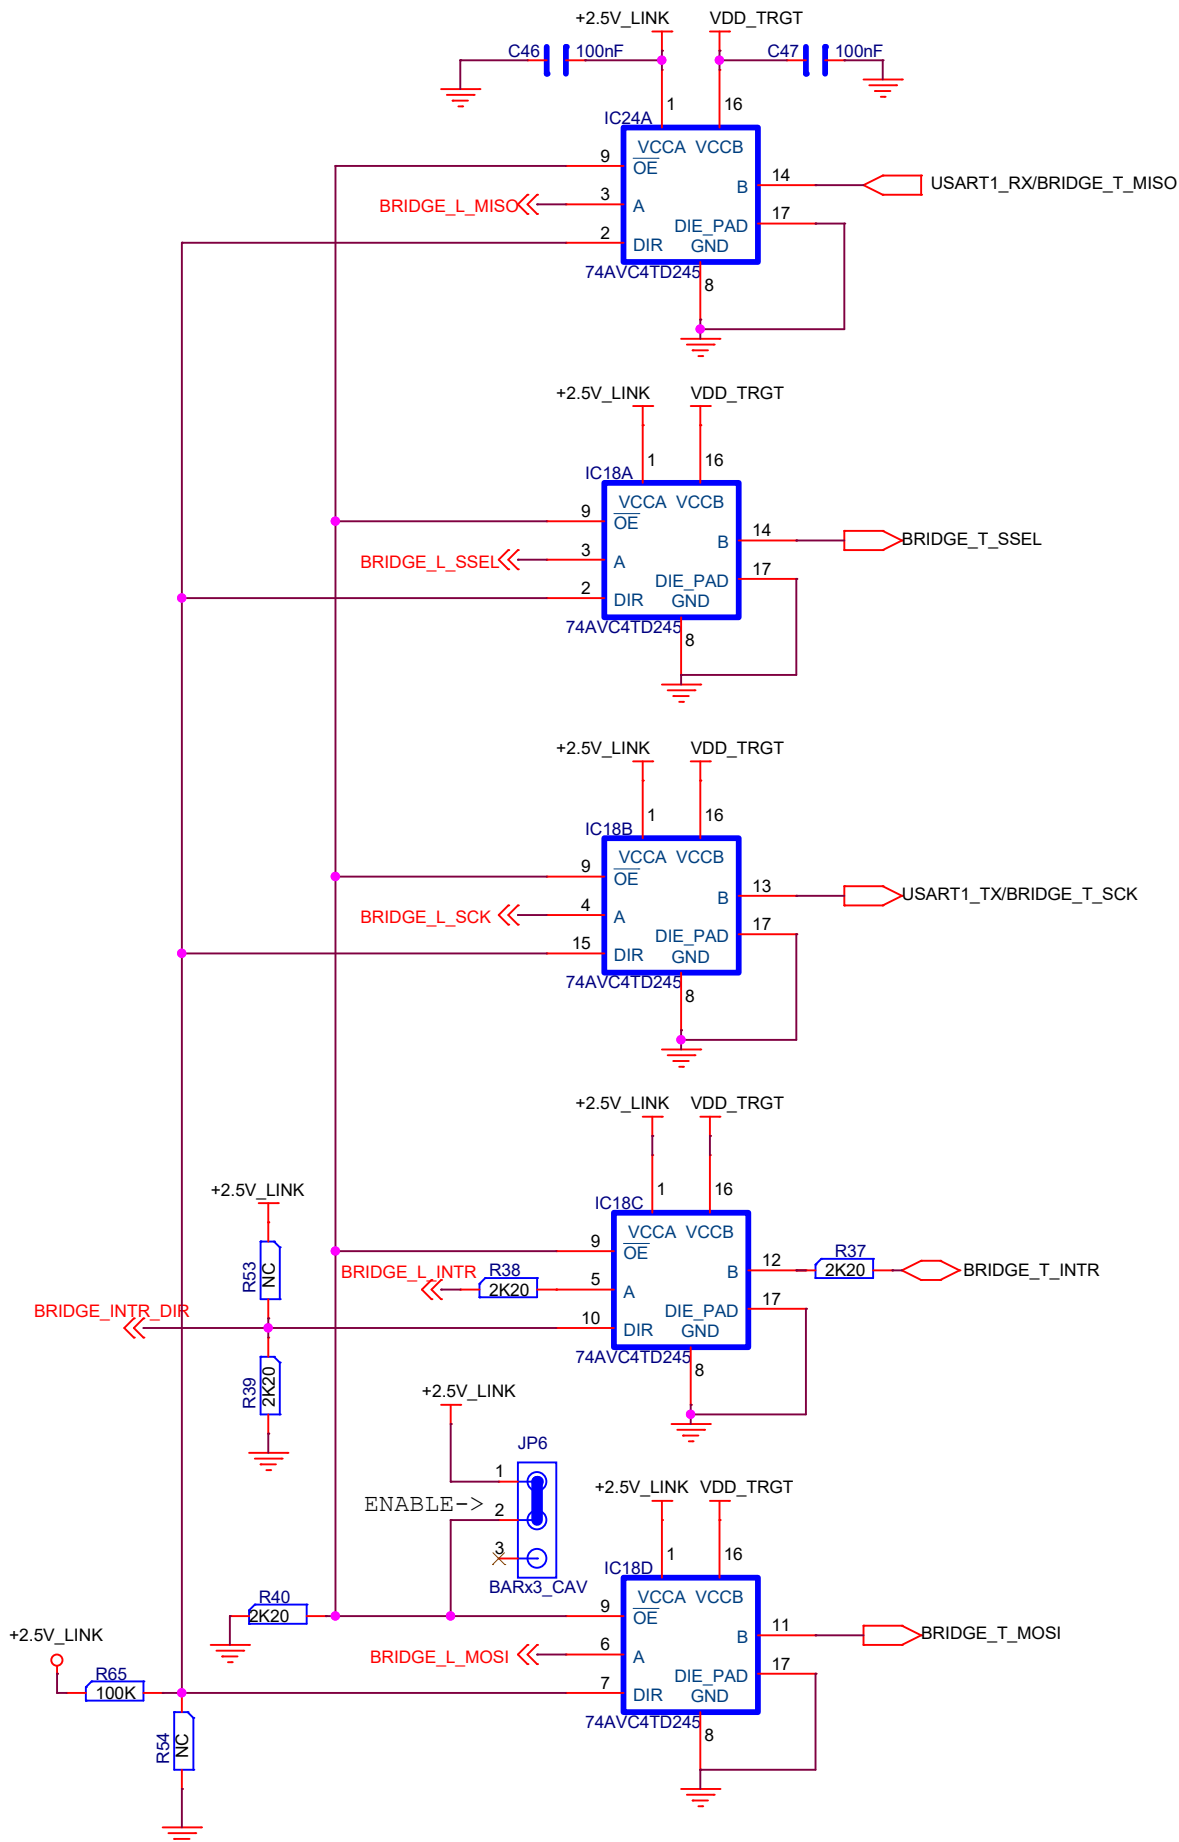 +2.5V_LINK VDD_TRGT
C46 100nF C47 100nF
1 16
IC24A
VCCA VCCB
9 OE
B 14 USART1_RX/BRIDGE_T_MISO
BRIDGE_L_MISO 3 A
DIE_PAD 17
2 DIR GND
74AVC4TD245
8
+2.5V_LINK VDD_TRGT
1 16
IC18A
VCCA VCCB
9 OE
B 14 BRIDGE_T_SSEL
BRIDGE_L_SSEL 3 A
DIE_PAD 17
2 DIR GND
74AVC4TD245
8
+2.5V_LINK VDD_TRGT
1 16
IC18B
VCCA VCCB
9 OE
B 13 USART1_TX/BRIDGE_T_SCK
BRIDGE_L_SCK 4 A
DIE_PAD 17
15 DIR GND
74AVC4TD245
8
+2.5V_LINK VDD_TRGT
1 16
+2.5V_LINK
IC18C
VCCA VCCB
9 OE
R53 NC
BRIDGE_L_INTR R38 2K20 5 A
B 12 R37 2K20 BRIDGE_T_INTR
DIE_PAD 17
BRIDGE_INTR_DIR 10 DIR GND
74AVC4TD245
8
R39 2K20
+2.5V_LINK
JP6
1
ENABLE-> 2
3
BARx3_CAV
+2.5V_LINK VDD_TRGT
1 16
IC18D
VCCA VCCB
R40 2K20 9 OE
B 11 BRIDGE_T_MOSI
BRIDGE_L_MOSI 6 A
DIE_PAD 17
+2.5V_LINK
R65 100K 7 DIR GND
74AVC4TD245
8
R54 NC